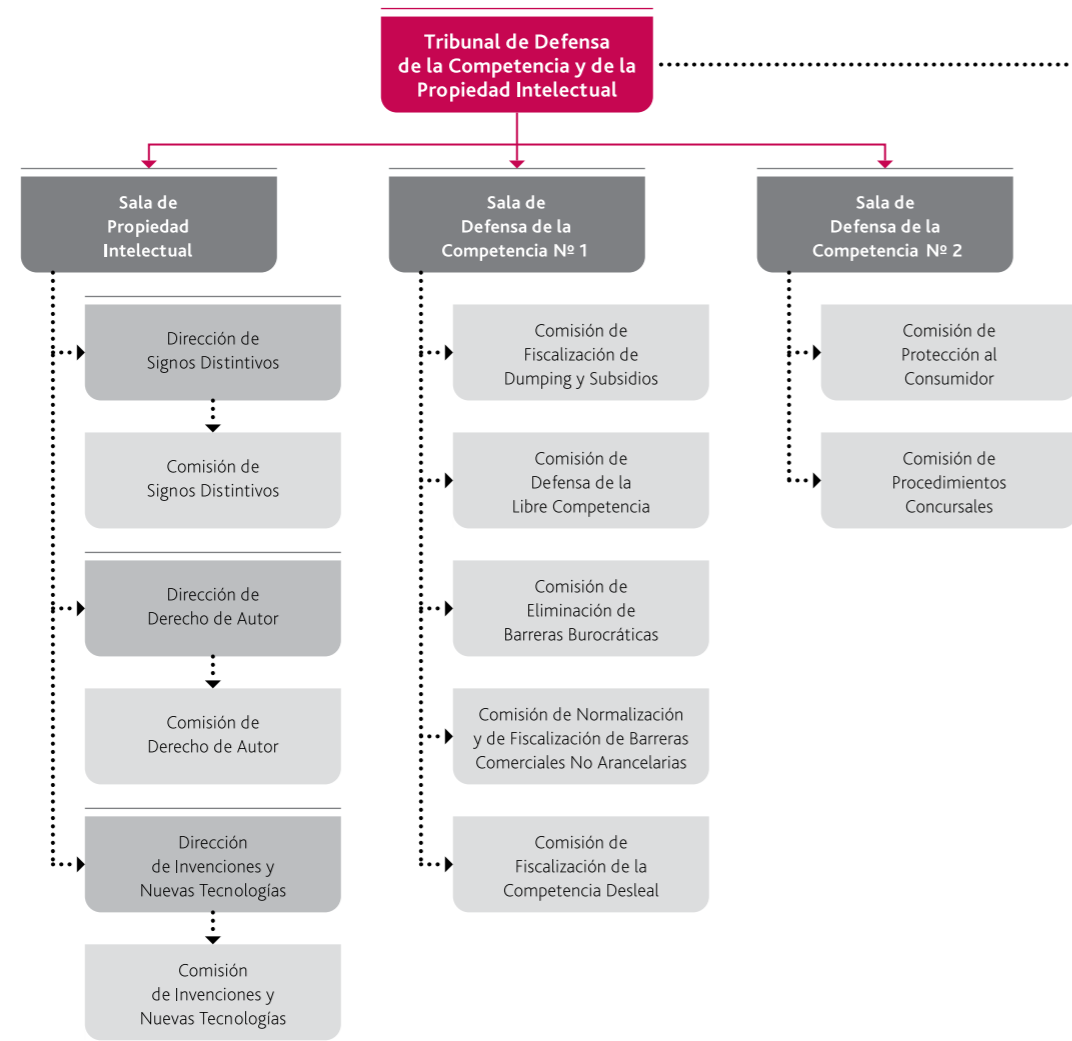 Tribunal de Defensa
de la Competencia y de la
Propiedad Intelectual
Sala de
Propiedad
Intelectual
Dirección de
Signos Distintivos
Comisión de
Signos Distintivos
Dirección de
Derecho de Autor
Comisión de
Derecho de Autor
Dirección
de Invenciones y
Nuevas Tecnologías
Comisión
de Invenciones y
Nuevas Tecnologías
Sala de
Defensa de la
Competencia Nº 1
Comisión de
Fiscalización de
Dumping y Subsidios
Comisión de
Defensa de la
Libre Competencia
Comisión de
Eliminación de
Barreras Burocráticas
Comisión de Normalización
y de Fiscalización de Barreras
Comerciales No Arancelarias
Comisión de
Fiscalización de la
Competencia Desleal
Sala de
Defensa de la
Competencia Nº 2
Comisión de
Protección al
Consumidor
Comisión de
Procedimientos
Concursales